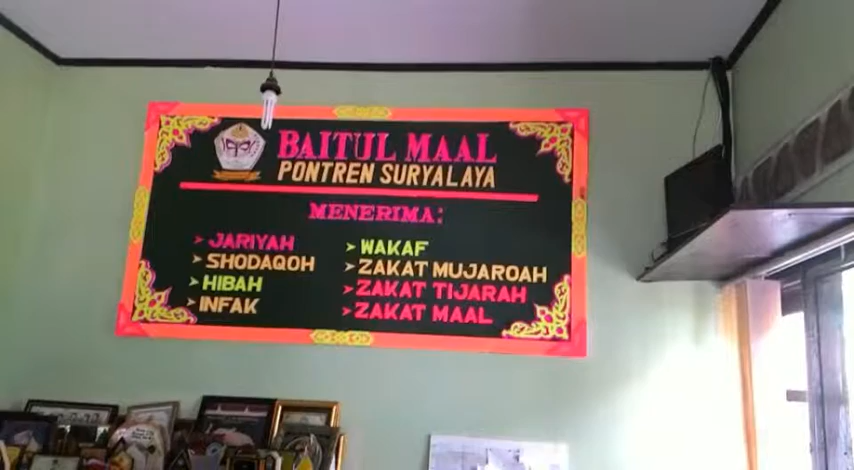 BAITUL MAAL
PONTREN SURYALAYA
MENERIMA:
➢ JARIYAH
➢ SHODAQOH
➢ HIBAH
➢ INFAK
➢ WAKAF
➢ ZAKAT MUJAROAH
➢ ZAKAT TIJARAH
➢ ZAKAT MAAL